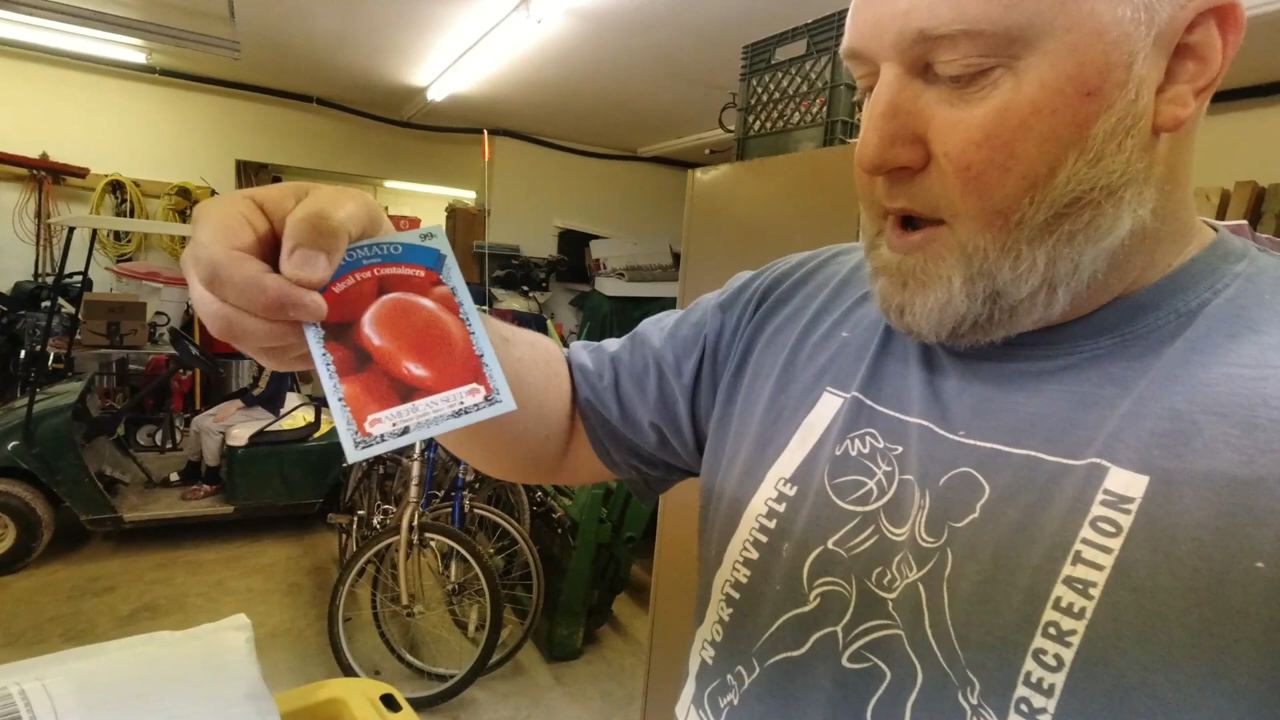 TOMATO
99¢
Roma
Ideal For Containers
AMERICAN SEED
NORTHVILLE
RECREATION